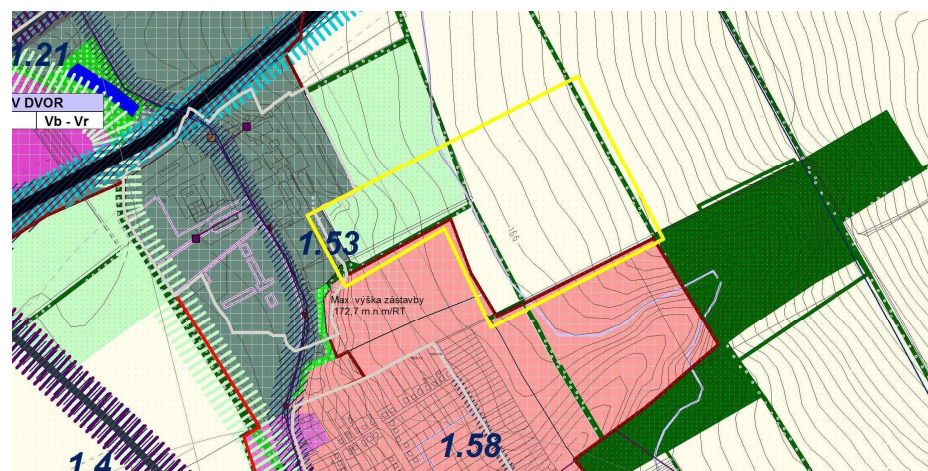 1.21
V DVOR
Vb - Vr
1.53
166
Max. výška zástavby
172,7 m.n.m/RT
1.58
1.4